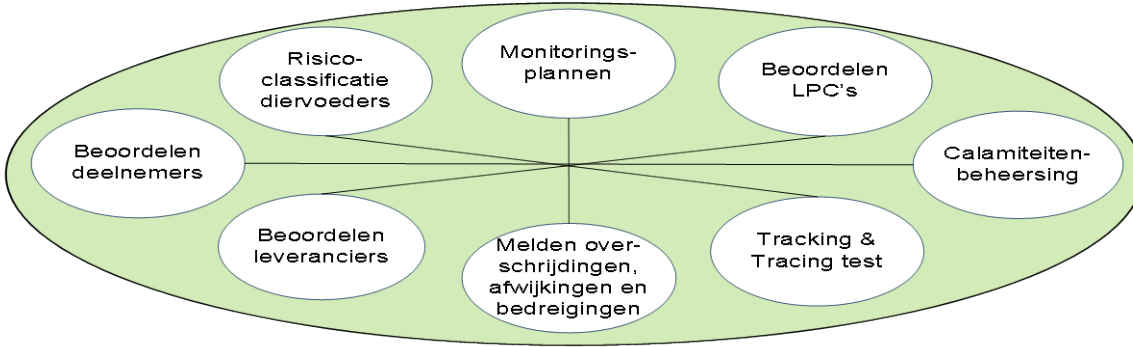 Risico-
classificatie
diervoeders
Monitorings-
plannen
Beoordelen
LPC's
Beoordelen
deelnemers
Calamiteiten-
beheersing
Beoordelen
leveranciers
Melden over-
schrijdingen,
afwijkingen en
bedreigingen
Tracking &
Tracing test